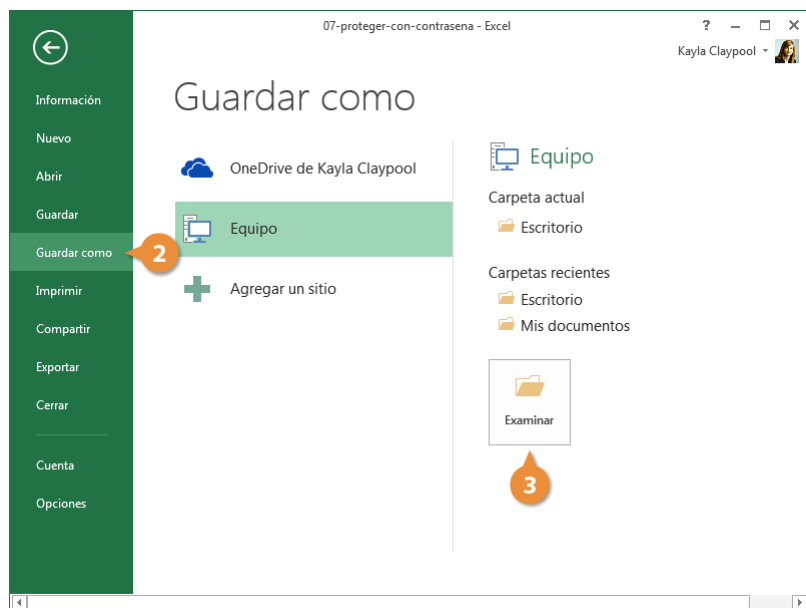 07-proteger-con-contrasena - Excel
?
Kayla Claypool
Información
Nuevo
Abrir
Guardar
Guardar como
Imprimir
Compartir
Exportar
Cerrar
Cuenta
Opciones
Guardar como
OneDrive de Kayla Claypool
Equipo
Agregar un sitio
2
Equipo
Carpeta actual
Escritorio
Carpetas recientes
Escritorio
Mis documentos
Examinar
3